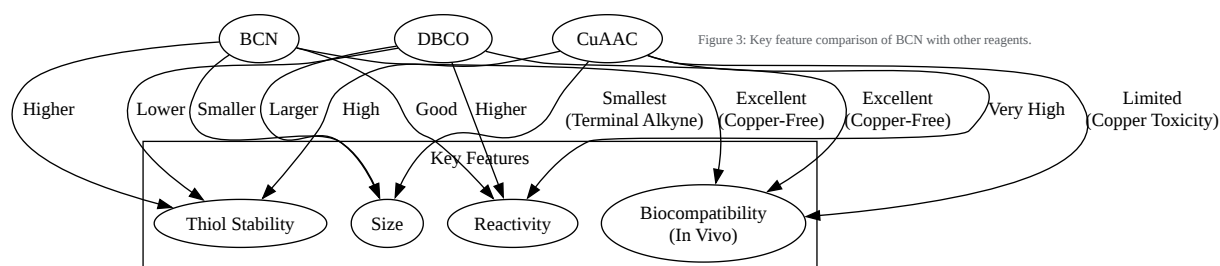 BCN
DBCO
CuAAC
Figure 3: Key feature comparison of BCN with other reagents.
Higher
Lower
Smaller
Larger
High
Good
Higher
Smallest
(Terminal Alkyne)
Excellent
(Copper-Free)
Excellent
(Copper-Free)
Very High
Limited
(Copper Toxicity)
Key Features
Thiol Stability
Size
Reactivity
Biocompatibility
(In Vivo)